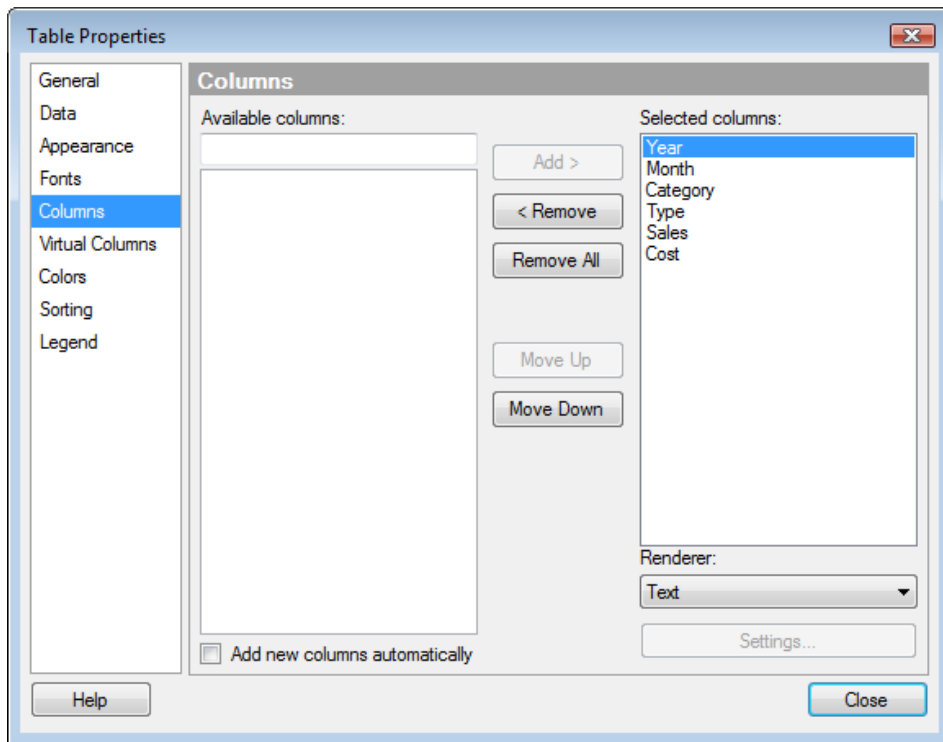 Table Properties
General
Data
Appearance
Fonts
Columns
Virtual Columns
Colors
Sorting
Legend
Columns
Available columns:
Add >
< Remove
Remove All
Move Up
Move Down
Selected columns:
Year
Month
Category
Type
Sales
Cost
Renderer:
Text
Settings...
Add new columns automatically
Help
Close